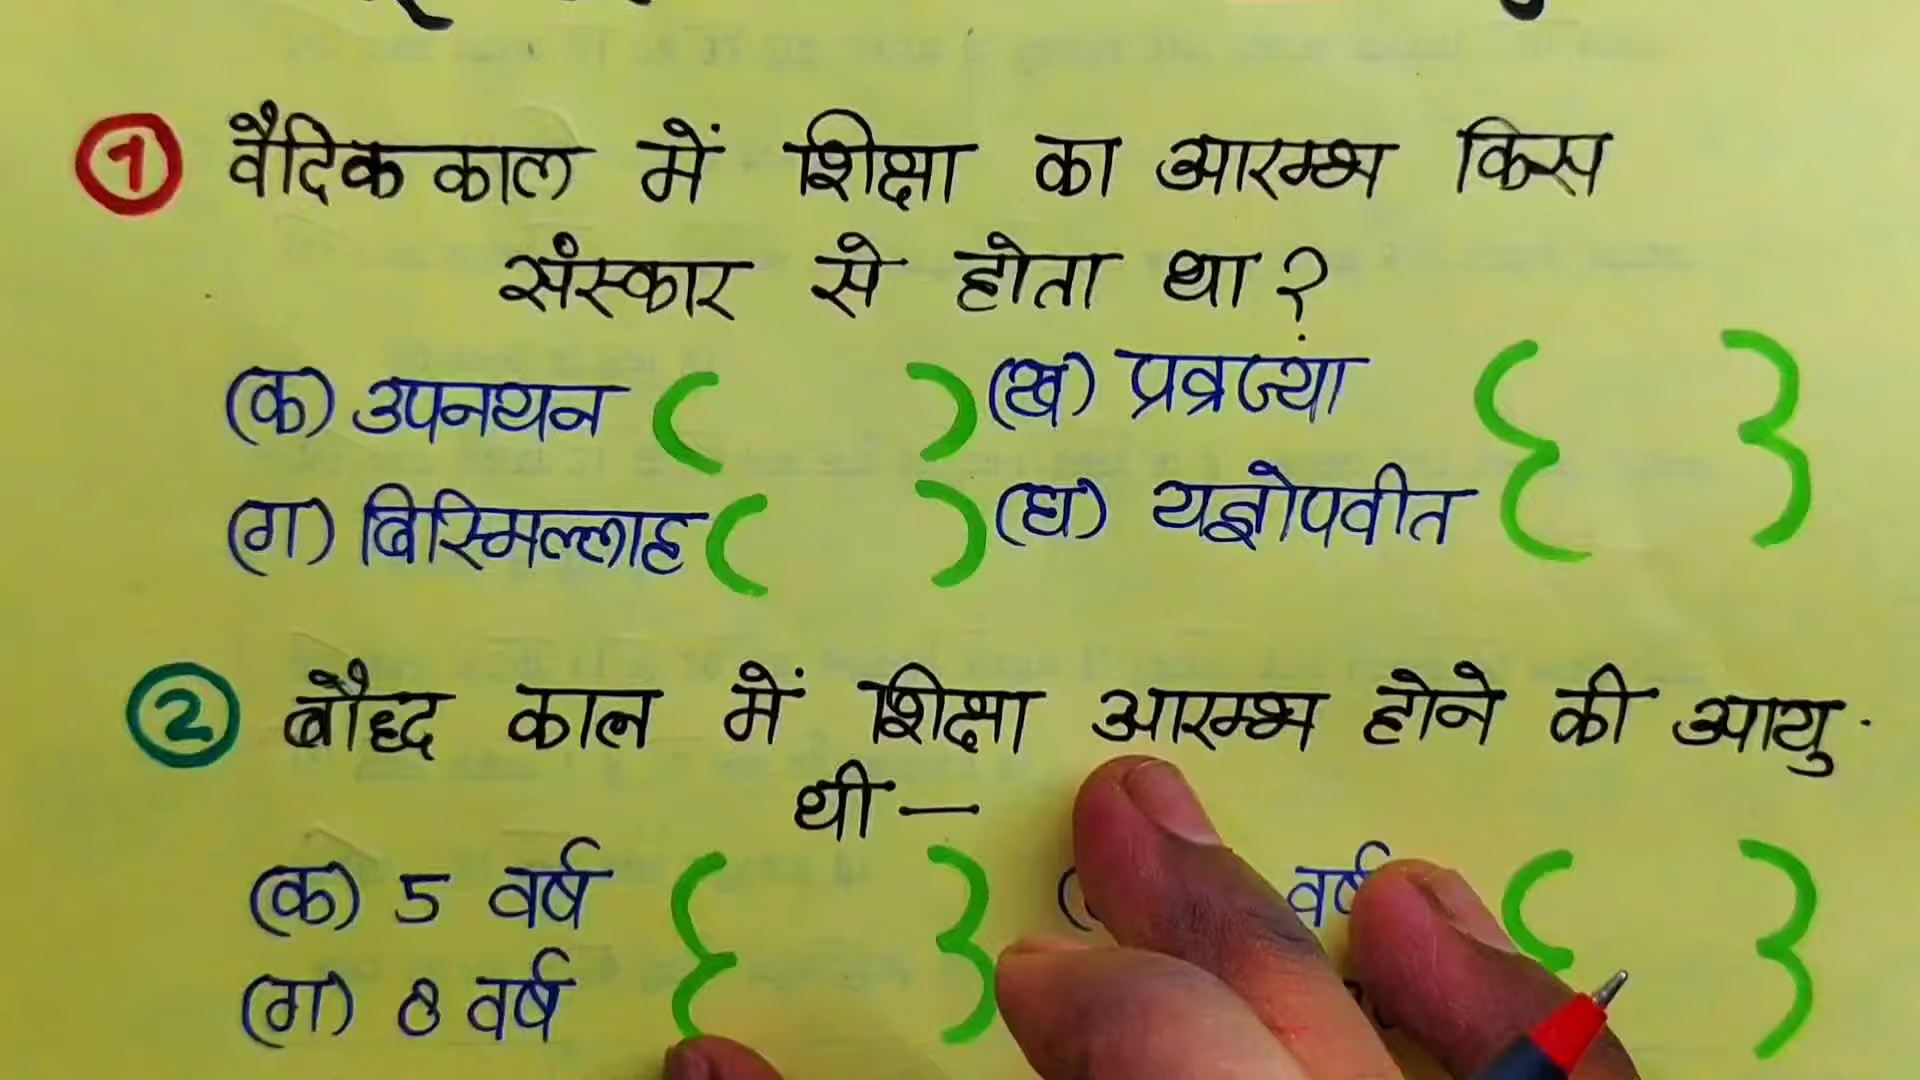 ① वैदिक काल में शिक्षा का आरम्भ किस
संस्कार से होता था?
(क) उपनयन ( ) (ख) प्रव्रज्यां { }
(ग) बिस्मिल्लाह ( ) (घ) यज्ञोपवीत
② बौद्ध काल में शिक्षा आरम्भ होने की आयु
थी —
(क) 5 वर्ष { } वर्ष { }
(ग) 8 वर्ष